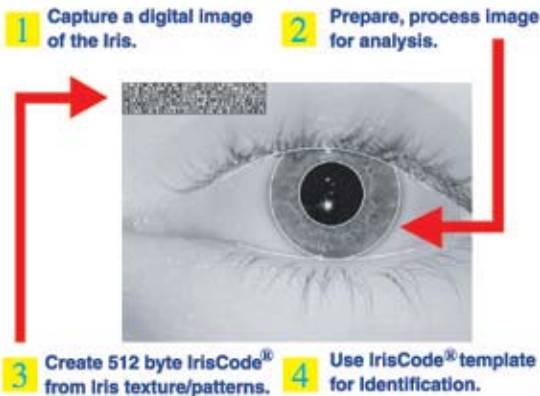 1 Capture a digital image
of the Iris.
2 Prepare, process image
for analysis.
3 Create 512 byte IrisCode®
from Iris texture/patterns.
4 Use IrisCode® template
for Identification.